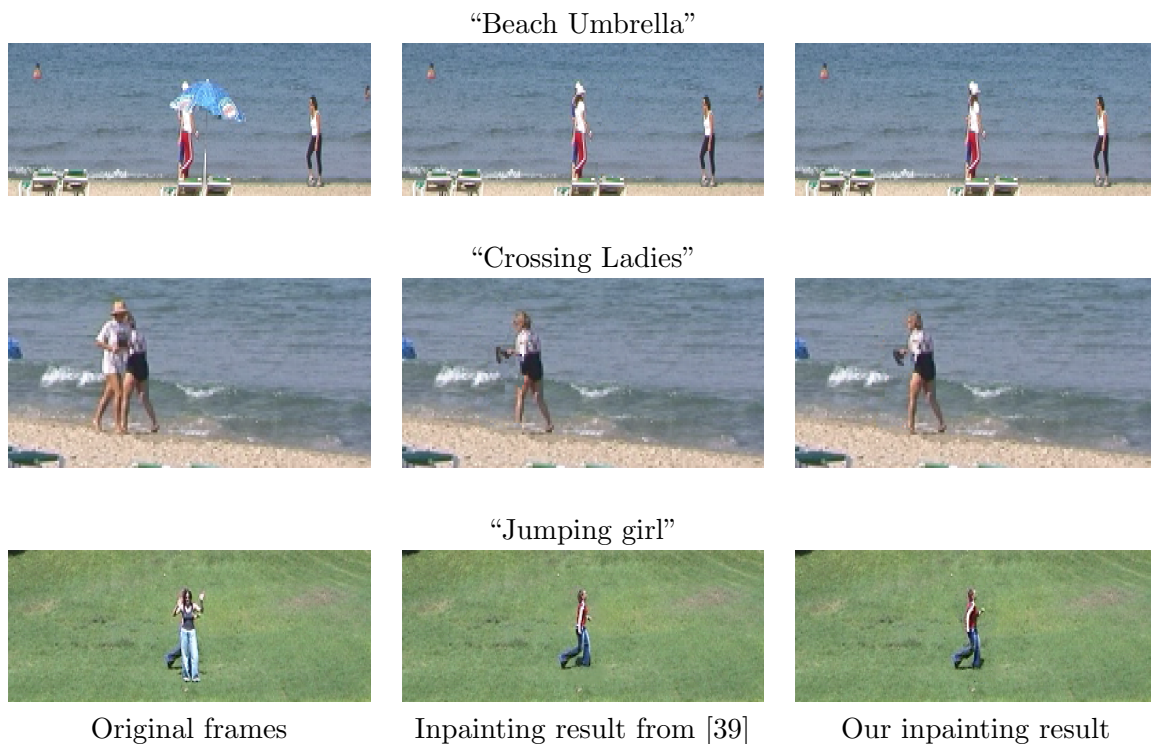 “Beach Umbrella”
“Crossing Ladies”
“Jumping girl”
Original frames
Inpainting result from [39]
Our inpainting result